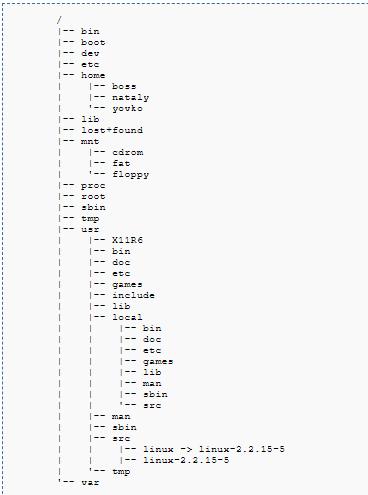 /
|-- bin
|-- boot
|-- dev
|-- etc
|-- home
|   |-- boss
|   |-- nataly
|   '-- yovko
|-- lib
|-- lost+found
|-- mnt
|   |-- cdrom
|   |-- fat
|   '-- floppy
|-- proc
|-- root
|-- sbin
|-- tmp
|-- usr
|   |-- X11R6
|   |-- bin
|   |-- doc
|   |-- etc
|   |-- games
|   |-- include
|   |-- lib
|   |-- local
|   |   |-- bin
|   |   |-- doc
|   |   |-- etc
|   |   |-- games
|   |   |-- lib
|   |   |-- man
|   |   |-- sbin
|   |   '-- src
|   |-- man
|   |-- sbin
|   |-- src
|   |   |-- linux -> linux-2.2.15-5
|   |   |-- linux-2.2.15-5
|   '-- tmp
'-- var